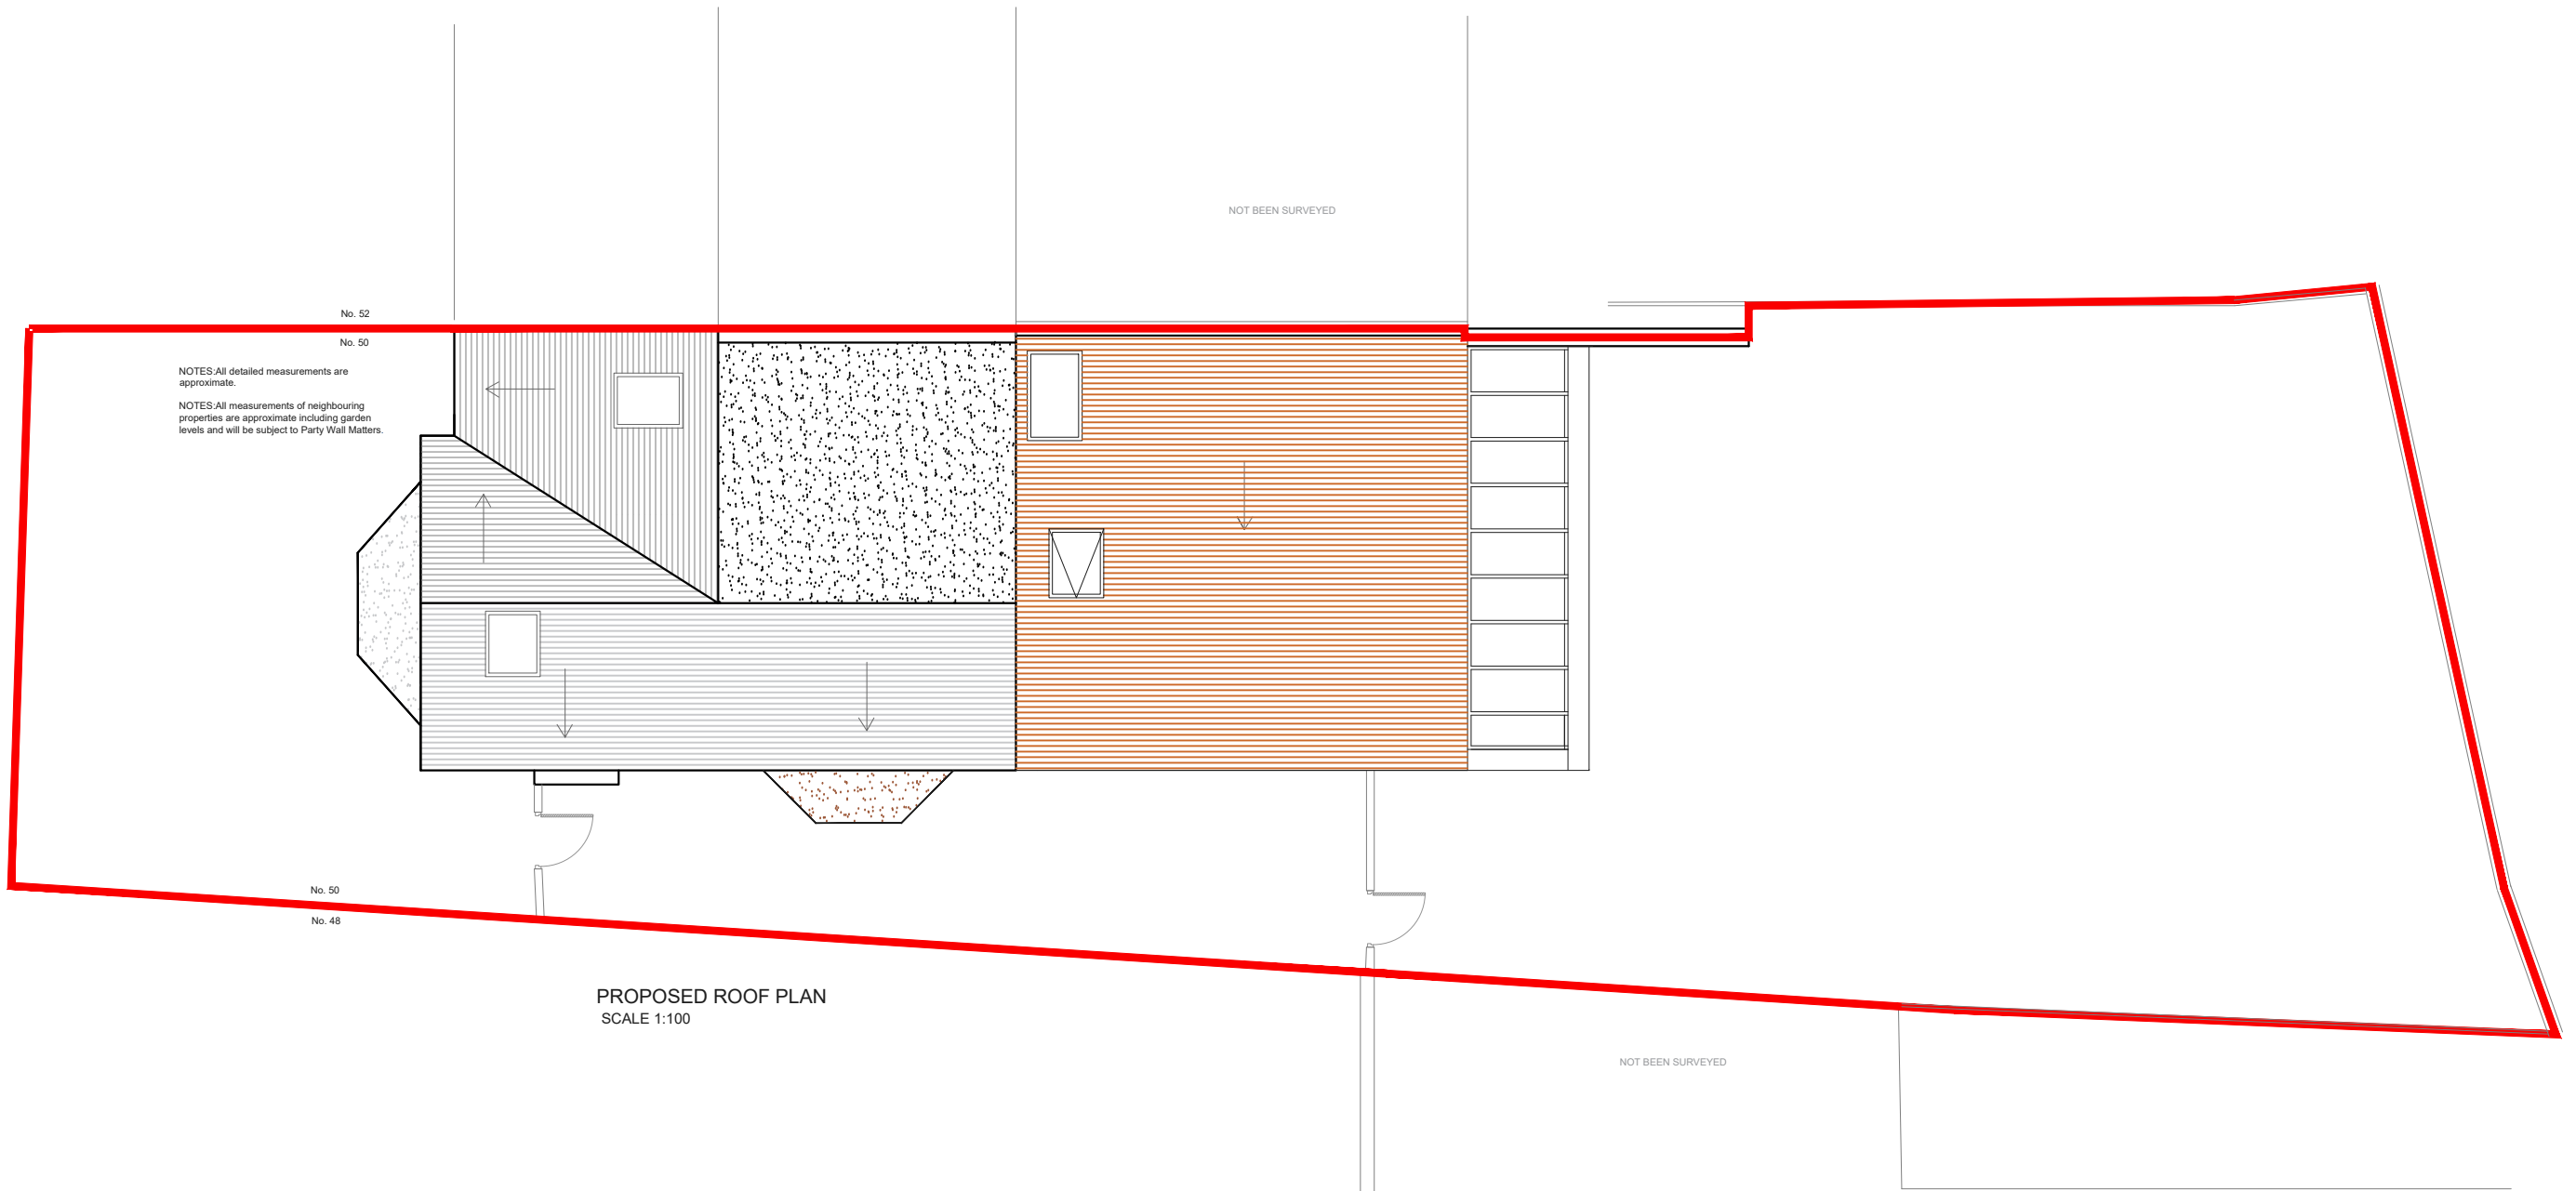 NOT BEEN SURVEYED
No. 52
No. 50
NOTES:All detailed measurements are
approximate.
NOTES:All measurements of neighbouring
properties are approximate including garden
levels and will be subject to Party Wall Matters.
No. 50
No. 48
PROPOSED ROOF PLAN
SCALE 1:100
NOT BEEN SURVEYED